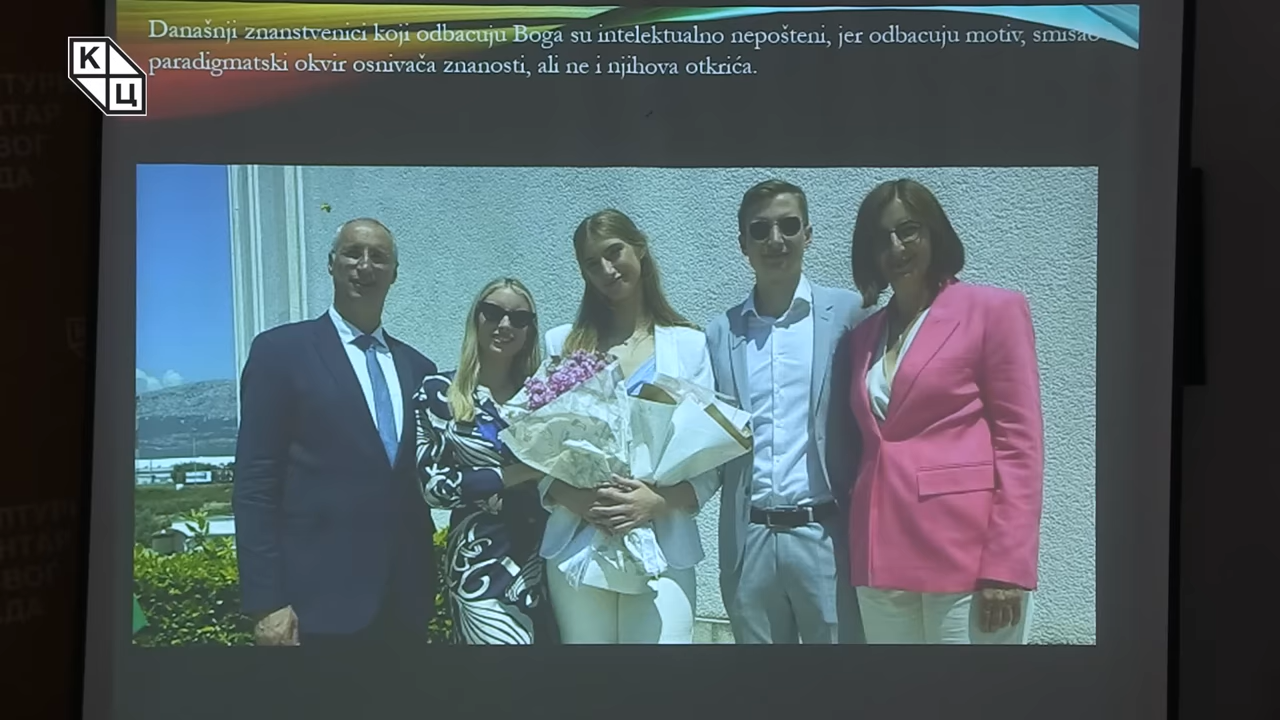 Današnji znanstvenici koji odbacuju Boga su intelektualno nepošteni, jer odbacuju motiv, smisao
paradigmatski okvir osnivača znanosti, ali ne i njihova otkrića.
К
Ц